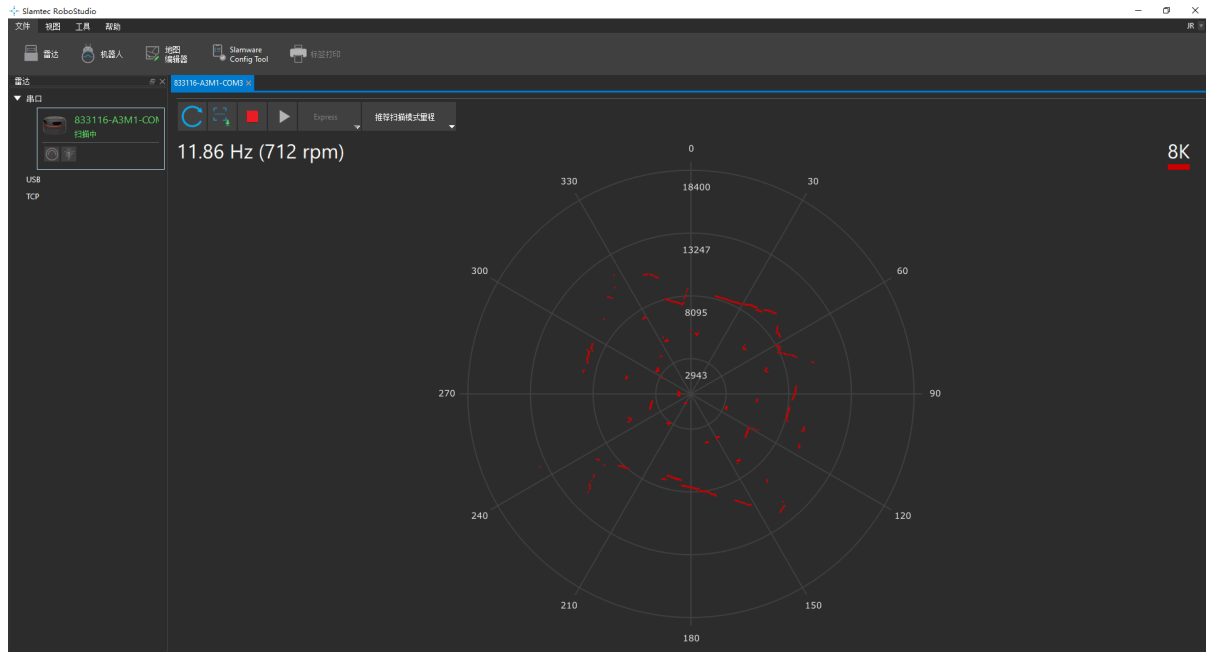 Slamtec RoboStudio
文件 视图 工具 帮助
JR
雷达 机器人 地图编辑器 Slamware Config Tool 标签打印
雷达
833116-A3M1-COM3
串口
833116-A3M1-COM
扫描中
USB
TCP
Express 推荐扫描模式量程
11.86 Hz (712 rpm)
8K
0
330
30
18400
13247
300
60
8095
2943
270
90
240
120
210
150
180